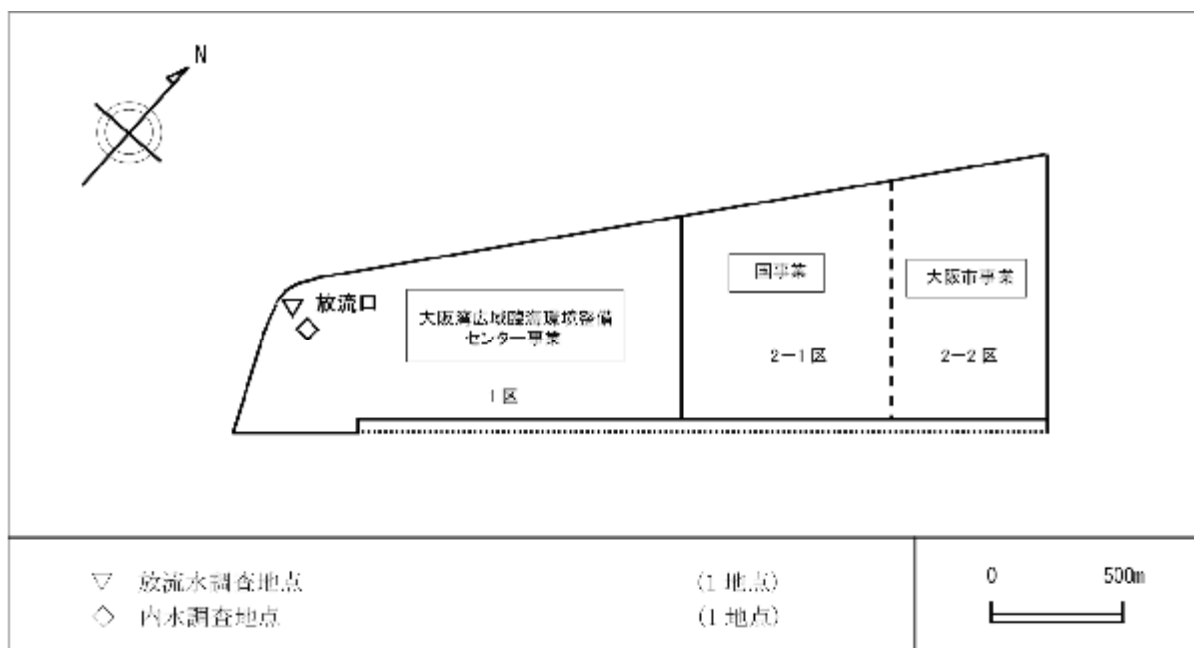 N
放流口
大阪湾広域臨海環境整備
センター事業
1区
国事業
2-1区
大阪市事業
2-2区
▽ 放流水調査地点 (1地点)
◇ 内水調査地点 (1地点)
0 500m